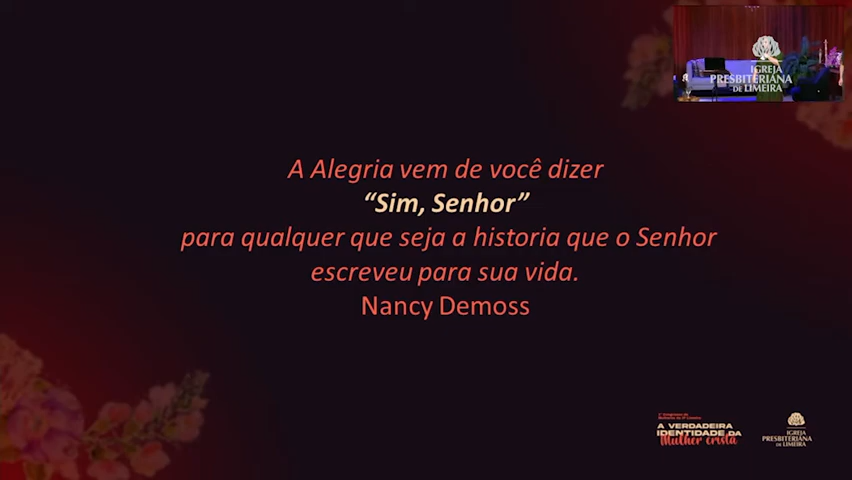 IGREJA
PRESBITERIANA
DE LIMEIRA
A Alegria vem de você dizer
“Sim, Senhor”
para qualquer que seja a historia que o Senhor
escreveu para sua vida.
Nancy Demoss
A VERDADEIRA
IDENTIDADE DA
Mulher cristã
IGREJA
PRESBITERIANA
DE LIMEIRA